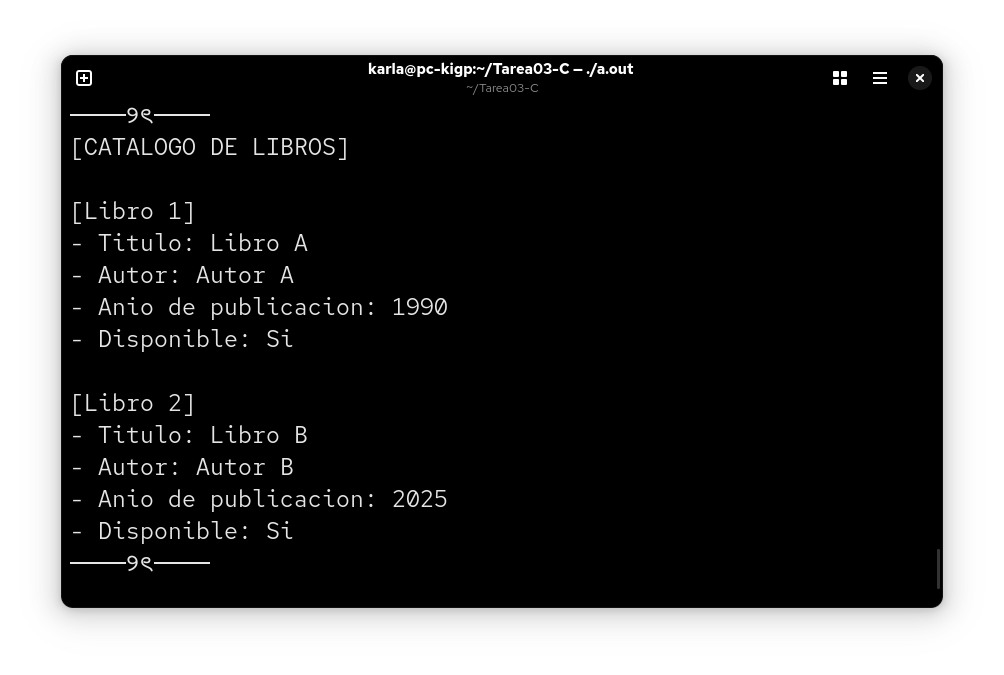 karla@pc-kigp:~/Tarea03-C — ./a.out
~/Tarea03-C
────୨ৎ────
[CATALOGO DE LIBROS]
[Libro 1]
- Titulo: Libro A
- Autor: Autor A
- Anio de publicacion: 1990
- Disponible: Si
[Libro 2]
- Titulo: Libro B
- Autor: Autor B
- Anio de publicacion: 2025
- Disponible: Si
────୨ৎ────